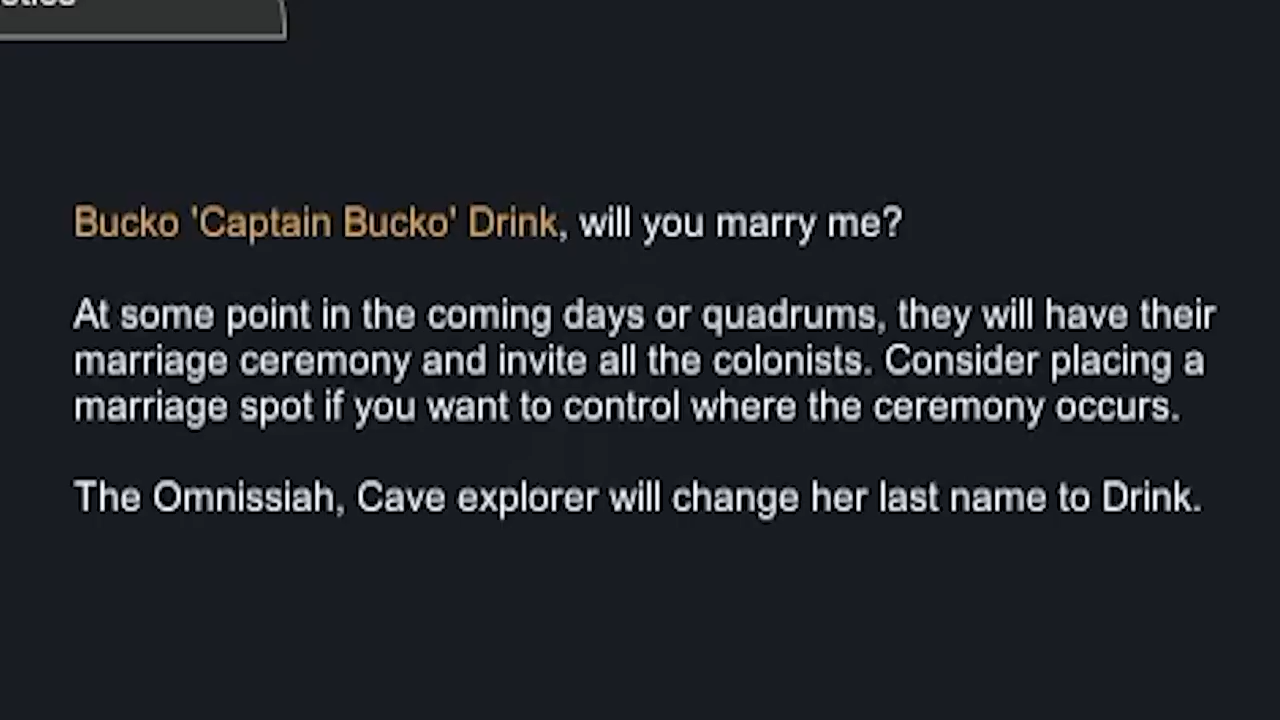 Bucko 'Captain Bucko' Drink, will you marry me?
At some point in the coming days or quadrums, they will have their
marriage ceremony and invite all the colonists. Consider placing a
marriage spot if you want to control where the ceremony occurs.
The Omnissiah, Cave explorer will change her last name to Drink.